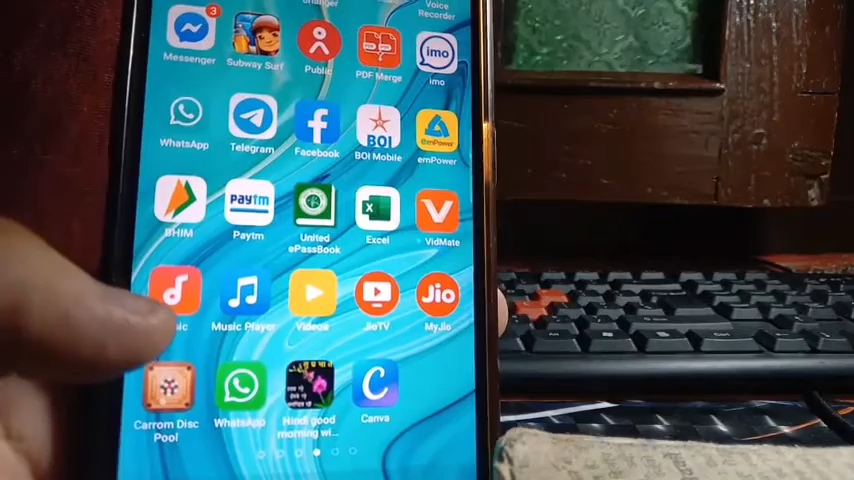 Voice
Recorder
3
Messenger
Subway Surf
Public
PDF Merge
imo
imo
WhatsApp
Telegram
Facebook
BOI
BOI Mobile
emPower
emPower
BHIM
paytm
Paytm
United
ePassBook
Excel
VidMate
Music Player
Videos
JioTV
Jio
MyJio
Carrom Disc
Pool
WhatsApp
Hindi good
morning wi...
Canva